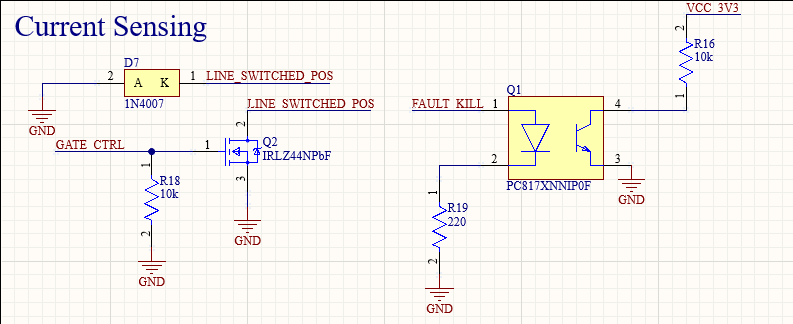 Current Sensing
VCC_3V3
2
R16
10k
1
D7
2
A
K
1
LINE_SWITCHED_POS
1N4007
GND
LINE_SWITCHED_POS
2
GATE_CTRL
1
Q2
IRLZ44NPbF
3
GND
1
R18
10k
2
GND
Q1
FAULT_KILL
1
4
2
3
PC817XNNIP0F
GND
1
R19
220
2
GND